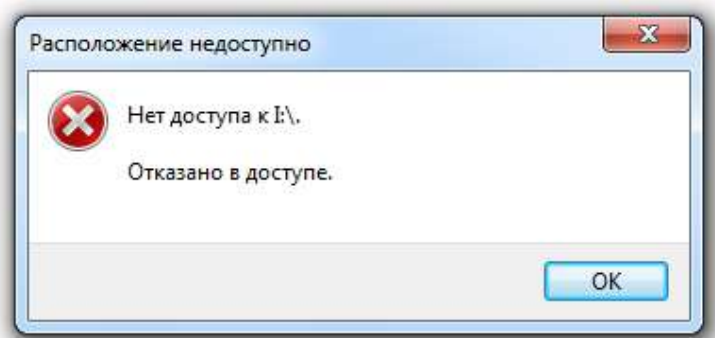 Расположение недоступно
Нет доступа к I:\.
Отказано в доступе.
OK